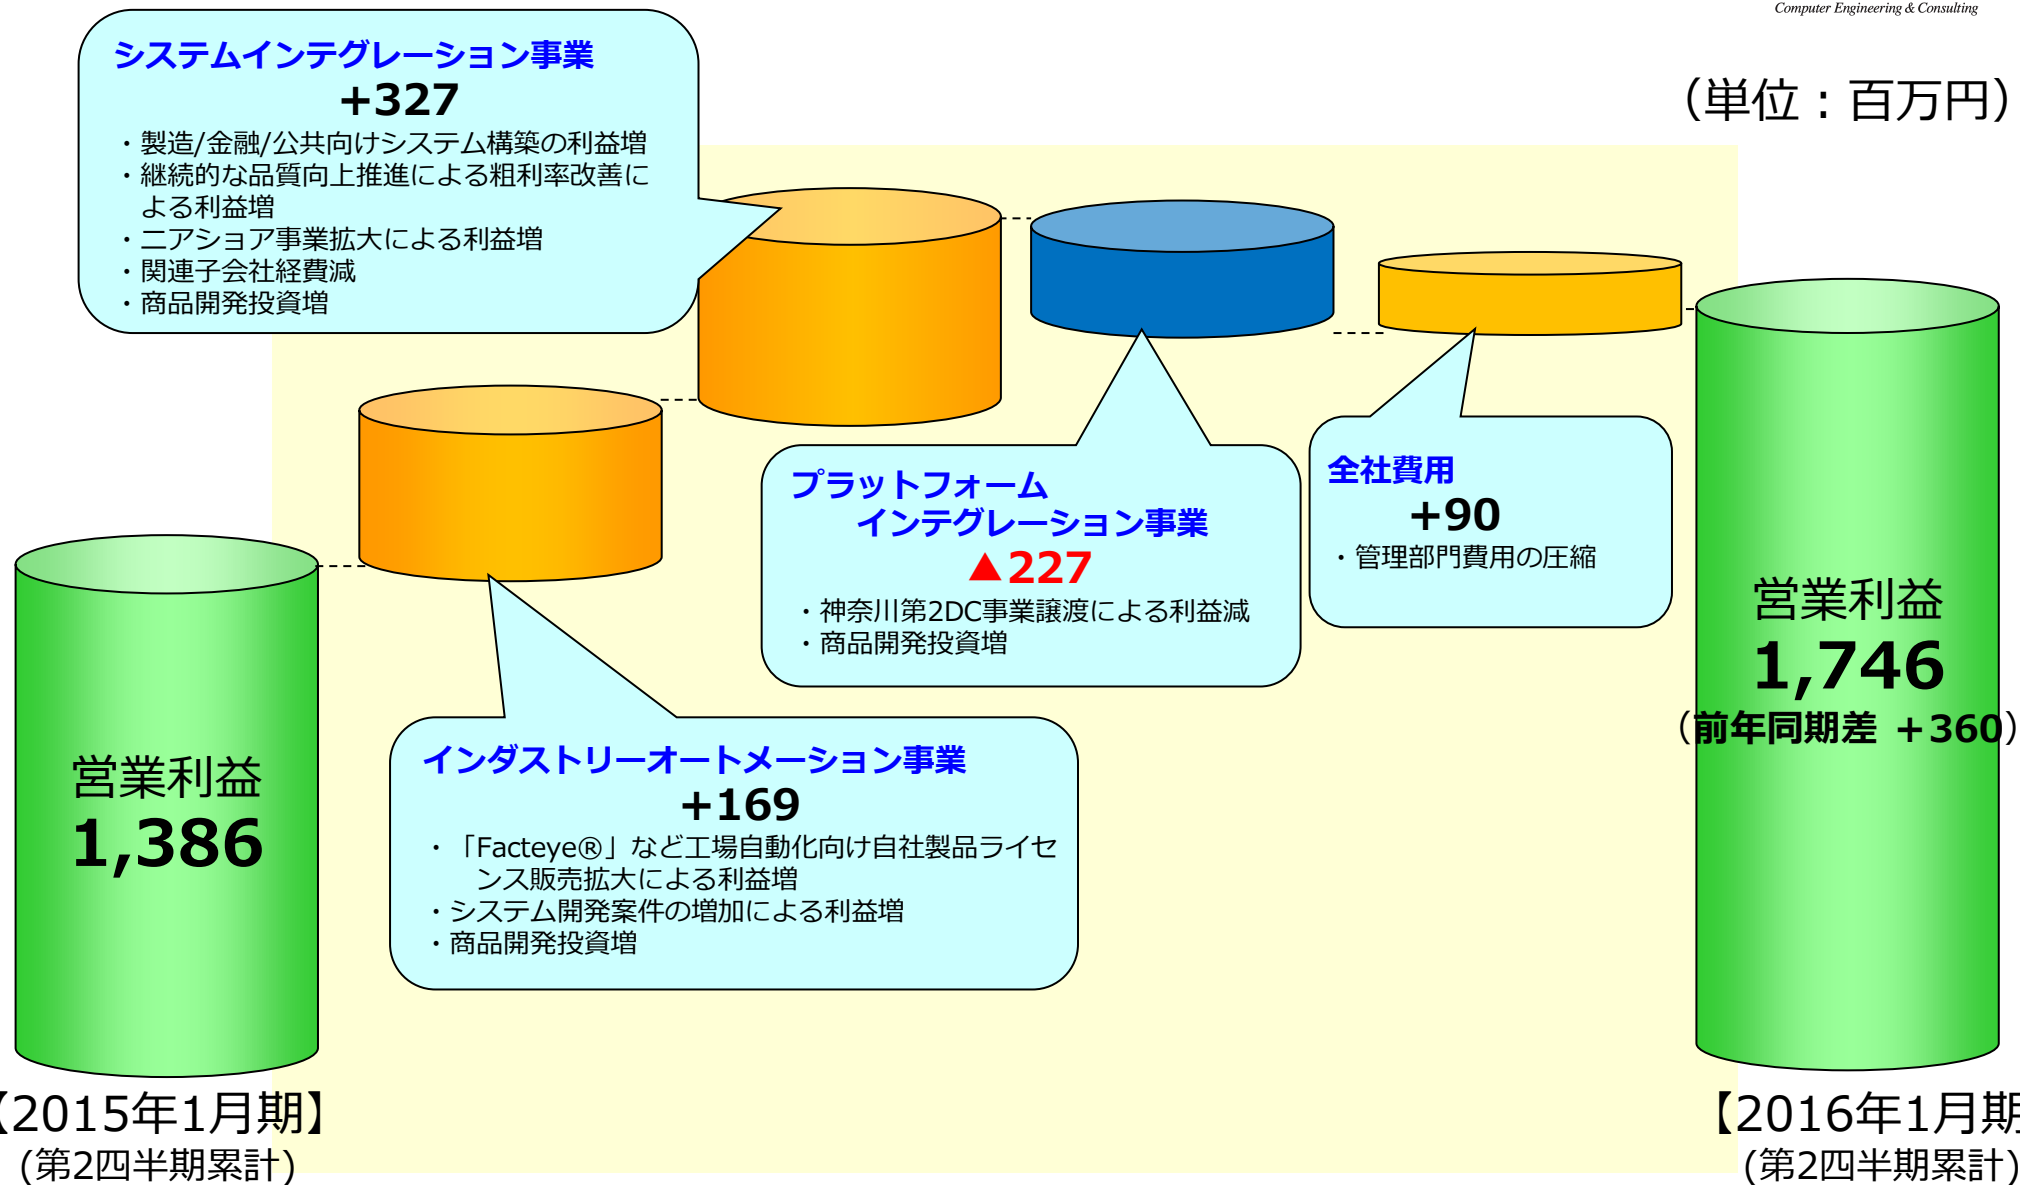 Computer Engineering & Consulting
（単位：百万円）
システムインテグレーション事業
+327
・製造/金融/公共向けシステム構築の利益増
・継続的な品質向上推進による粗利率改善に
よる利益増
・ニアショア事業拡大による利益増
・関連子会社経費減
・商品開発投資増
プラットフォーム
インテグレーション事業
▲227
・神奈川第2DC事業譲渡による利益減
・商品開発投資増
全社費用
+90
・管理部門費用の圧縮
インダストリーオートメーション事業
+169
・「Facteye®」など工場自動化向け自社製品ライセ
ンス販売拡大による利益増
・システム開発案件の増加による利益増
・商品開発投資増
営業利益
1,386
営業利益
1,746
（前年同期差 +360）
【2015年1月期】
(第2四半期累計)
【2016年1月期
(第2四半期累計)